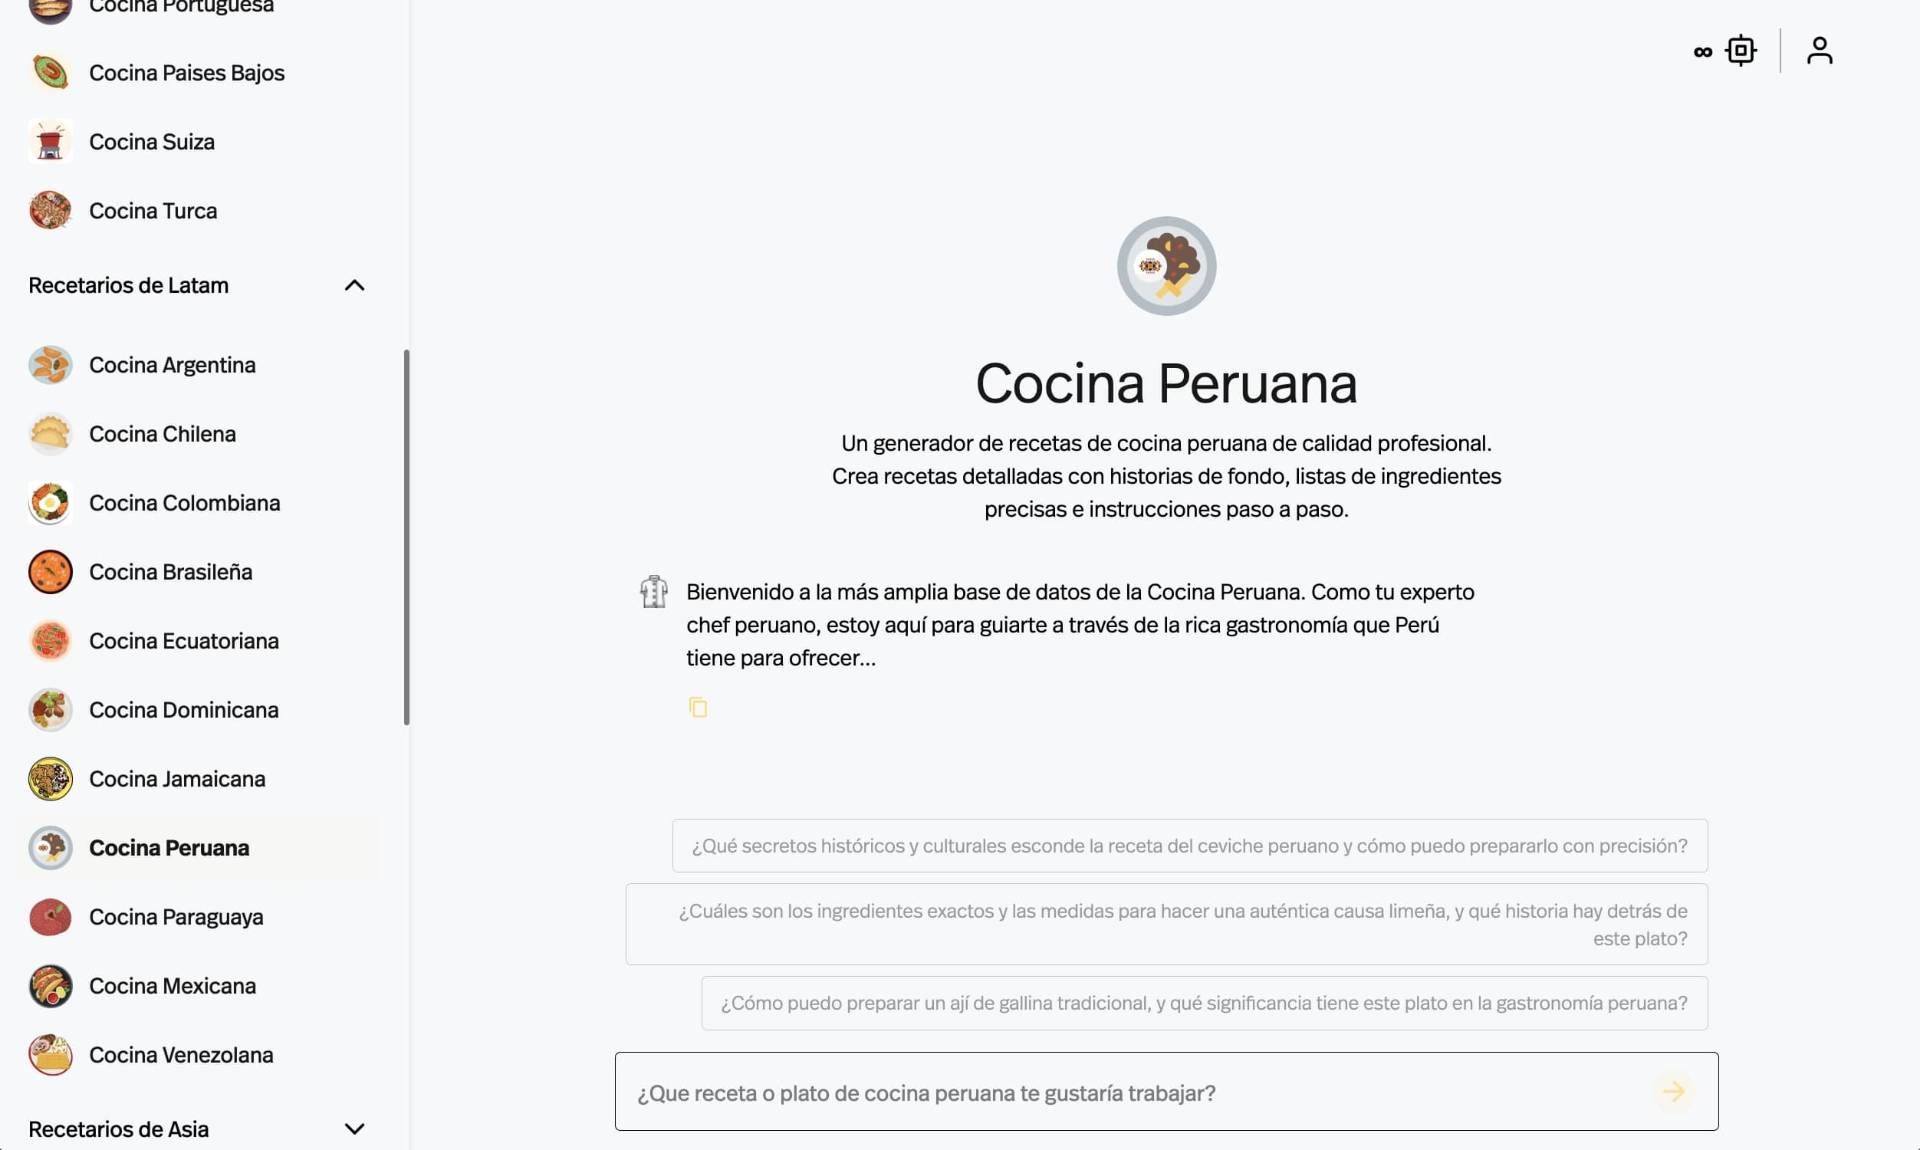 Cocina Portuguesa
Cocina Paises Bajos
Cocina Suiza
Cocina Turca
Recetarios de Latam
Cocina Argentina
Cocina Chilena
Cocina Colombiana
Cocina Brasileña
Cocina Ecuatoriana
Cocina Dominicana
Cocina Jamaicana
Cocina Peruana
Cocina Paraguaya
Cocina Mexicana
Cocina Venezolana
Recetarios de Asia
∞
Cocina Peruana
Un generador de recetas de cocina peruana de calidad profesional.
Crea recetas detalladas con historias de fondo, listas de ingredientes
precisas e instrucciones paso a paso.
Bienvenido a la más amplia base de datos de la Cocina Peruana. Como tu experto
chef peruano, estoy aquí para guiarte a través de la rica gastronomía que Perú
tiene para ofrecer...
¿Qué secretos históricos y culturales esconde la receta del ceviche peruano y cómo puedo prepararlo con precisión?
¿Cuáles son los ingredientes exactos y las medidas para hacer una auténtica causa limeña, y qué historia hay detrás de
este plato?
¿Cómo puedo preparar un ají de gallina tradicional, y qué significancia tiene este plato en la gastronomía peruana?
¿Que receta o plato de cocina peruana te gustaría trabajar?